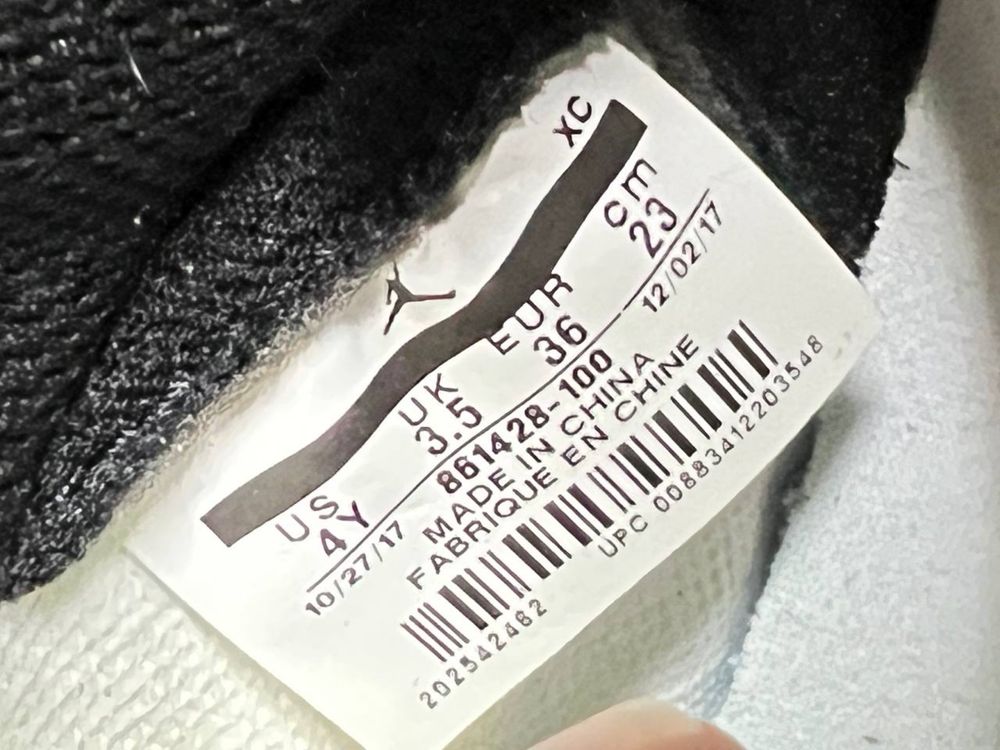 XC
US UK EUR cm
4Y 3.5 36 23
10/27/17 861428-100 12/02/17
MADE IN CHINA
FABRIQUE EN CHINE
202542482 UPC 00883412203548